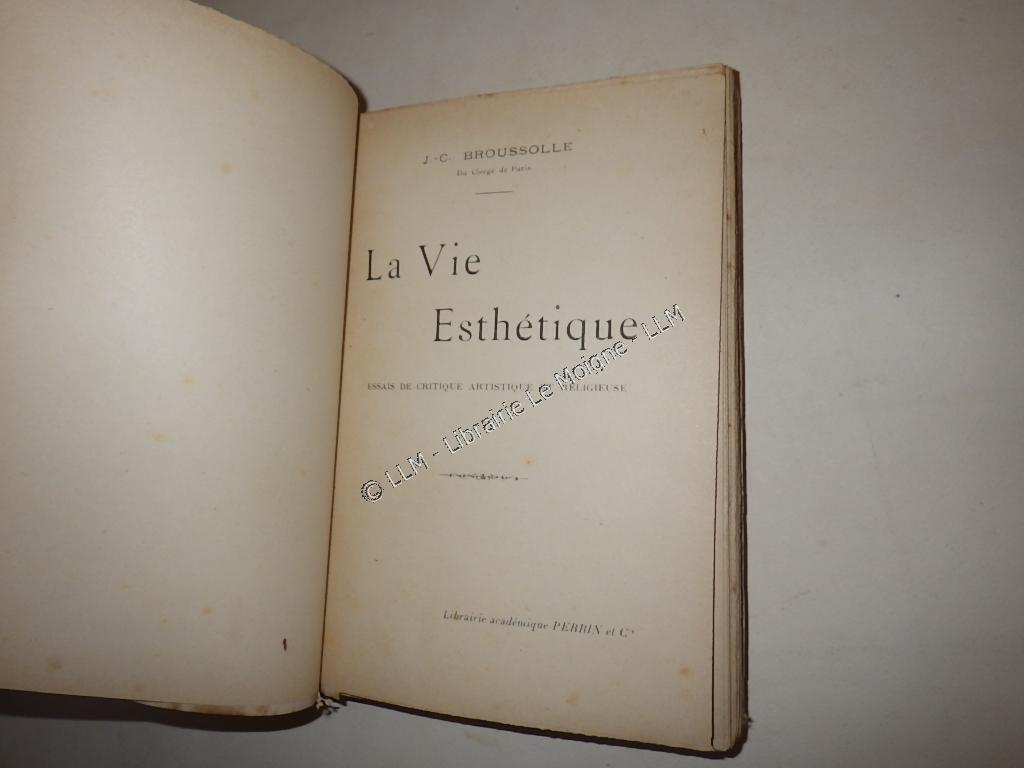 J.-C. BROUSSOLLE
Du Clergé de Paris
La Vie
Esthétique
ESSAIS DE CRITIQUE ARTISTIQUE RELIGIEUSE
© LLM - Librairie Le Moigne - LLM
Librairie académique PERRIN et Cie